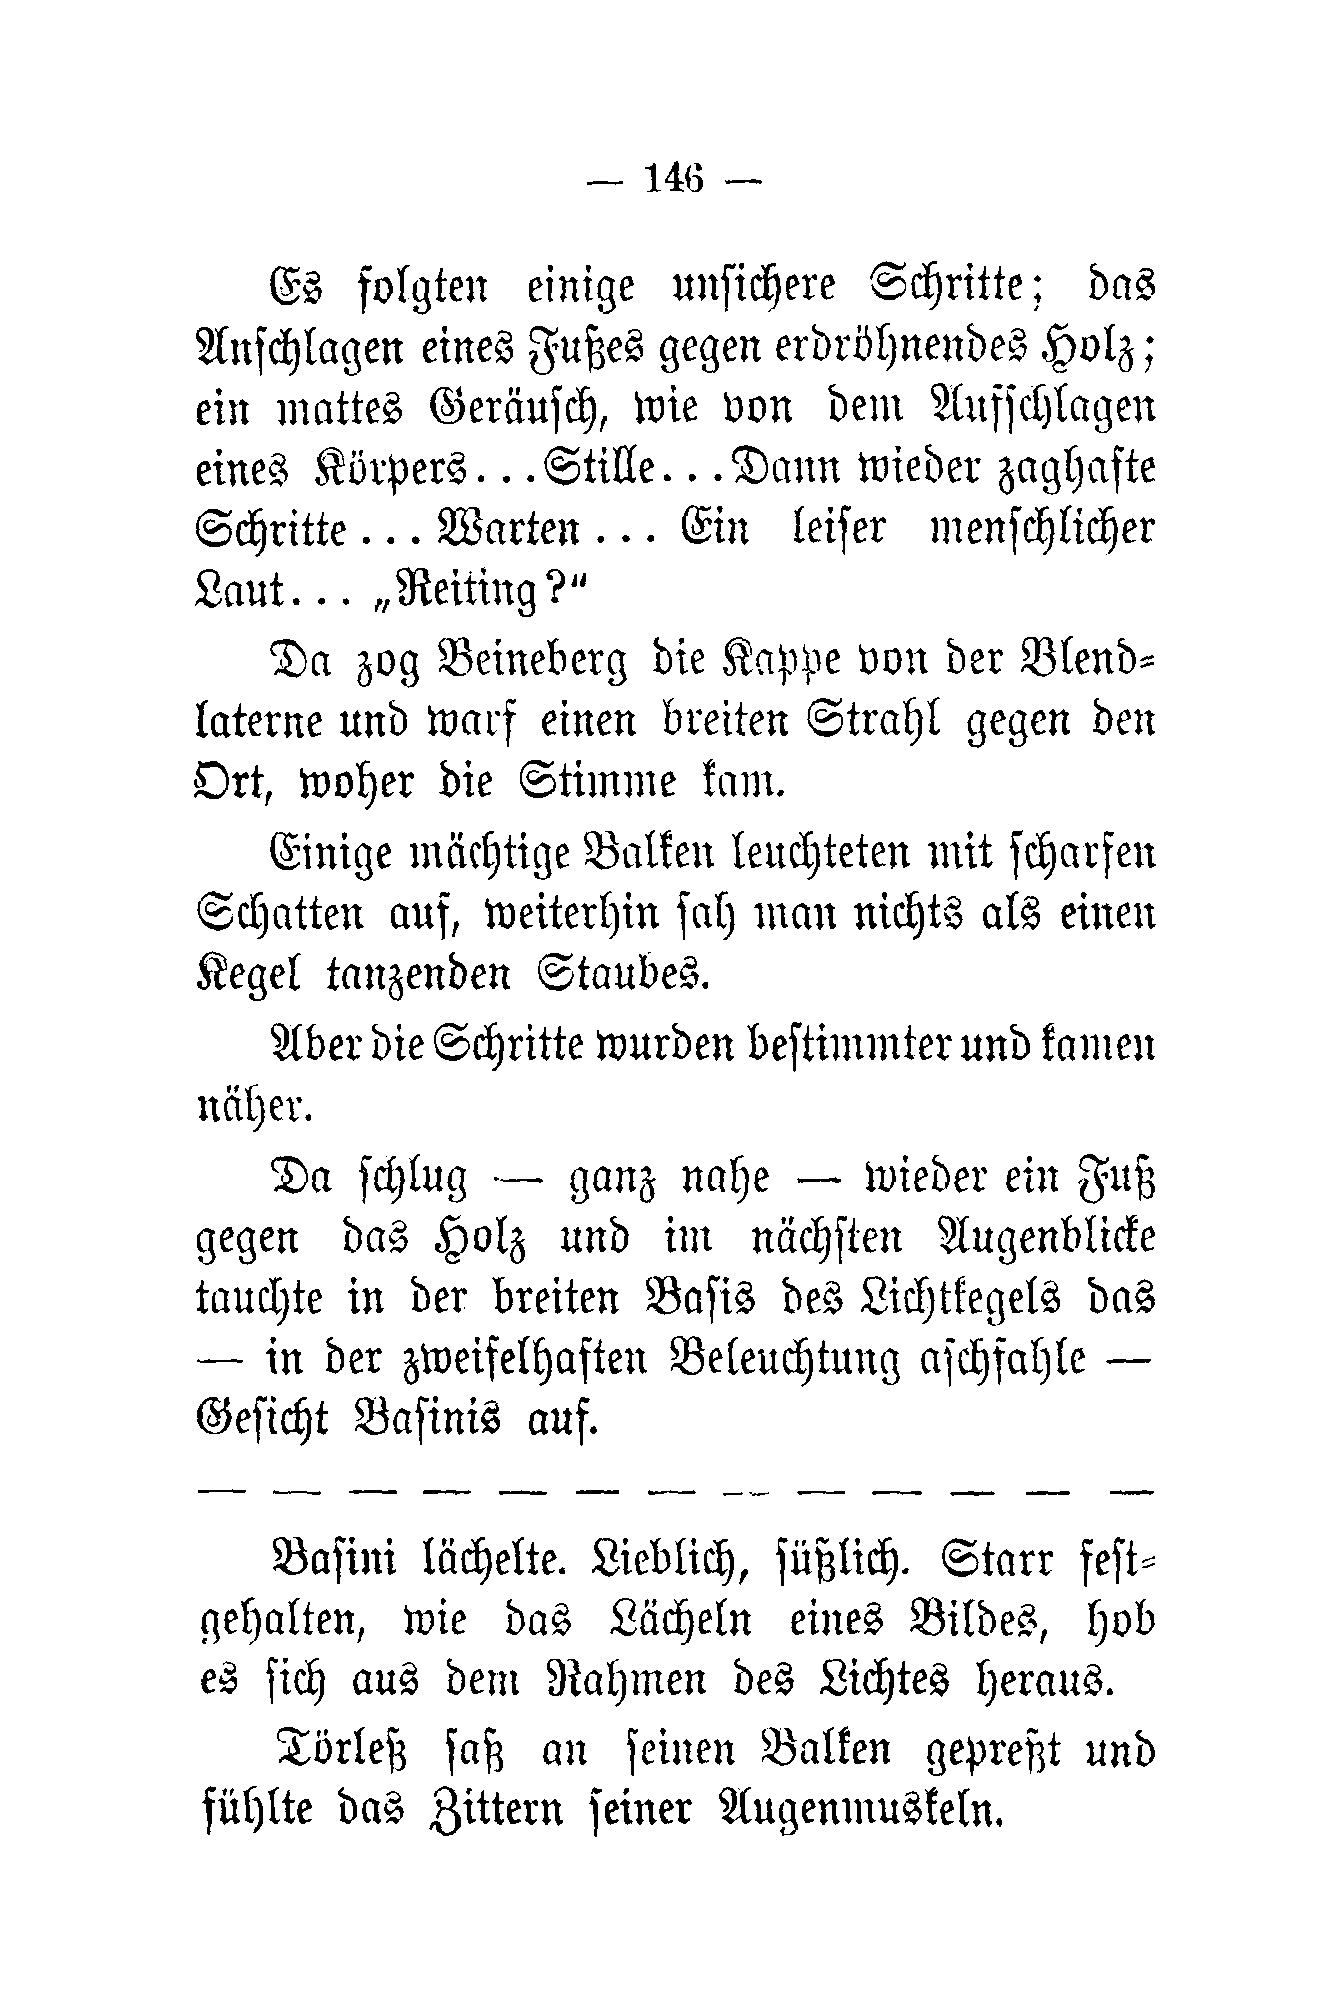 — 146 —
Es folgten einige unsichere Schritte; das
Anschlagen eines Fußes gegen erdröhnendes Holz;
ein mattes Geräusch, wie von dem Aufschlagen
eines Körpers...Stille...Dann wieder zaghafte
Schritte ... Warten ... Ein leiser menschlicher
Laut... „Reiting?“
Da zog Beineberg die Kappe von der Blend-
laterne und warf einen breiten Strahl gegen den
Ort, woher die Stimme kam.
Einige mächtige Balken leuchteten mit scharfen
Schatten auf, weiterhin sah man nichts als einen
Kegel tanzenden Staubes.
Aber die Schritte wurden bestimmter und kamen
näher.
Da schlug — ganz nahe — wieder ein Fuß
gegen das Holz und im nächsten Augenblicke
tauchte in der breiten Basis des Lichtkegels das
— in der zweifelhaften Beleuchtung aschfahle —
Gesicht Basinis auf.
— — — — — — — — — — — — —
Basini lächelte. Lieblich, süßlich. Starr fest-
gehalten, wie das Lächeln eines Bildes, hob
es sich aus dem Rahmen des Lichtes heraus.
Törleß saß an seinen Balken gepreßt und
fühlte das Zittern seiner Augenmuskeln.